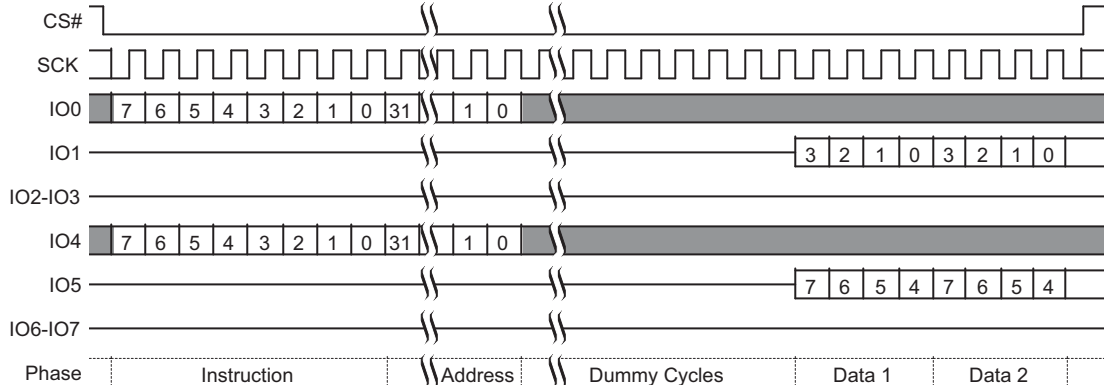 CS#
SCK
IO0 7 6 5 4 3 2 1 0 31 1 0
IO1 3 2 1 0 3 2 1 0
IO2-IO3
IO4 7 6 5 4 3 2 1 0 31 1 0
IO5 7 6 5 4 7 6 5 4
IO6-IO7
Phase Instruction Address Dummy Cycles Data 1 Data 2